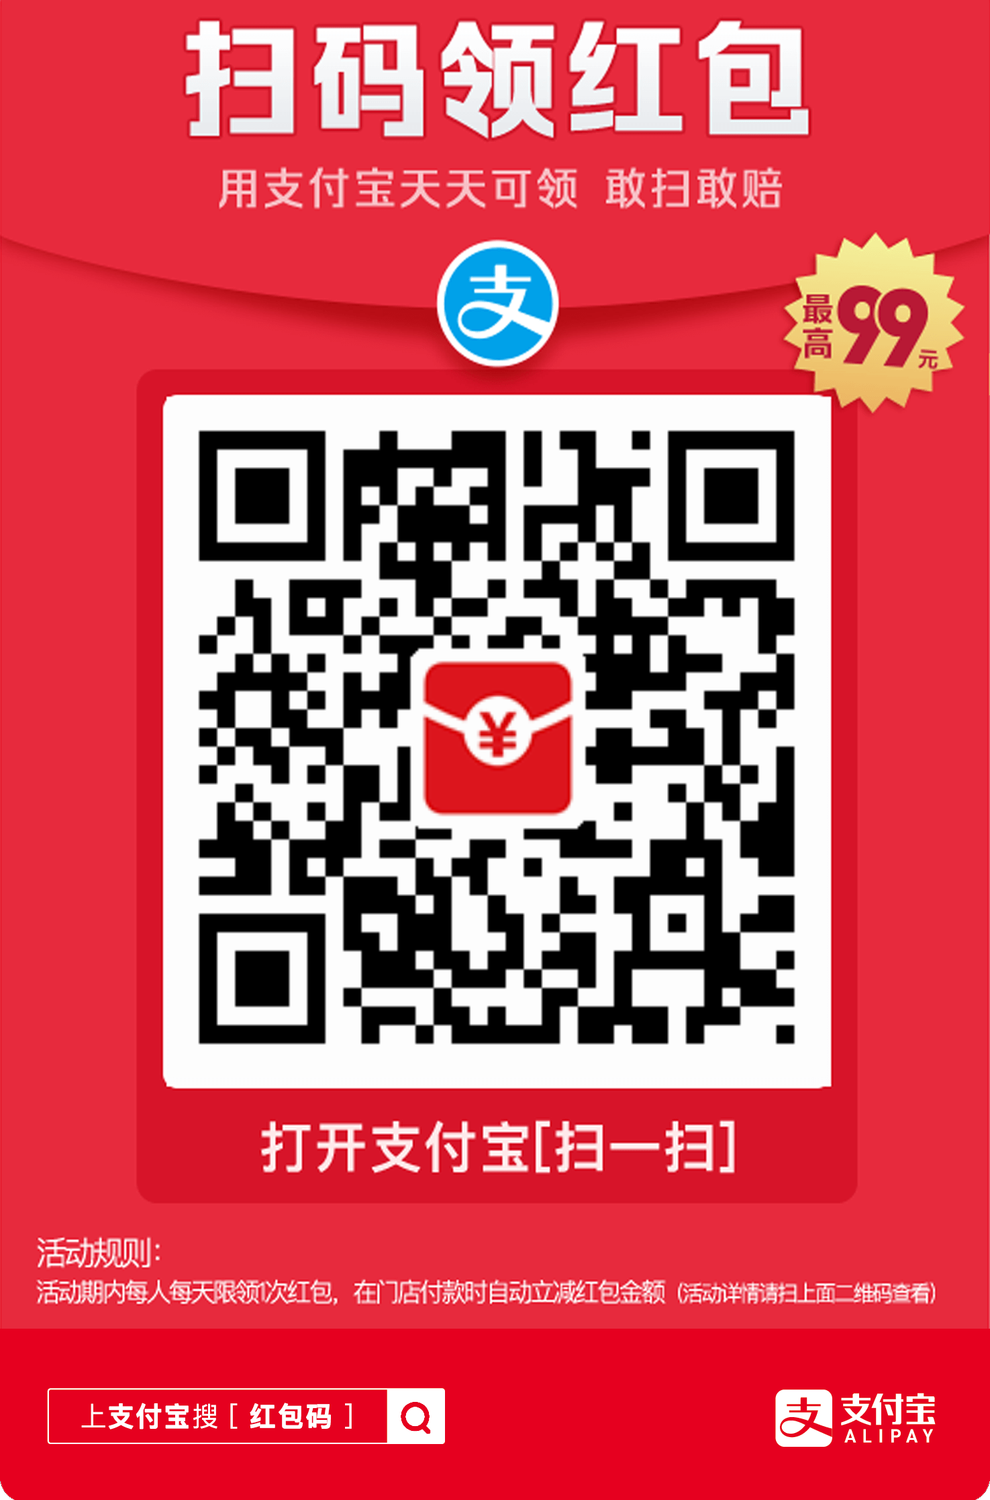 扫码领红包
用支付宝天天可领 敢扫敢赔
支
最高99元
¥
打开支付宝[扫一扫]
活动规则：
活动期内每人每天限领1次红包，在门店付款时自动立减红包金额（活动详情请扫上面二维码查看）
上支付宝搜［红包码］
支 支付宝
ALIPAY